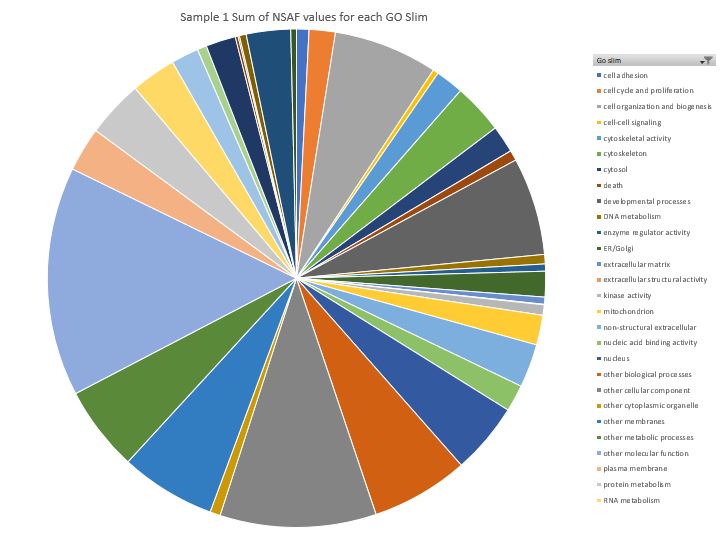 Sample 1 Sum of NSAF values for each GO Slim
Go slim
cell adhesion
cell cycle and proliferation
cell organization and biogenesis
cell-cell signaling
cytoskeletal activity
cytoskeleton
cytosol
death
developmental processes
DNA metabolism
enzyme regulator activity
ER/Golgi
extracellular matrix
extracellular structural activity
kinase activity
mitochondrion
non-structural extracellular
nucleic acid binding activity
nucleus
other biological processes
other cellular component
other cytoplasmic organelle
other membranes
other metabolic processes
other molecular function
plasma membrane
protein metabolism
RNA metabolism